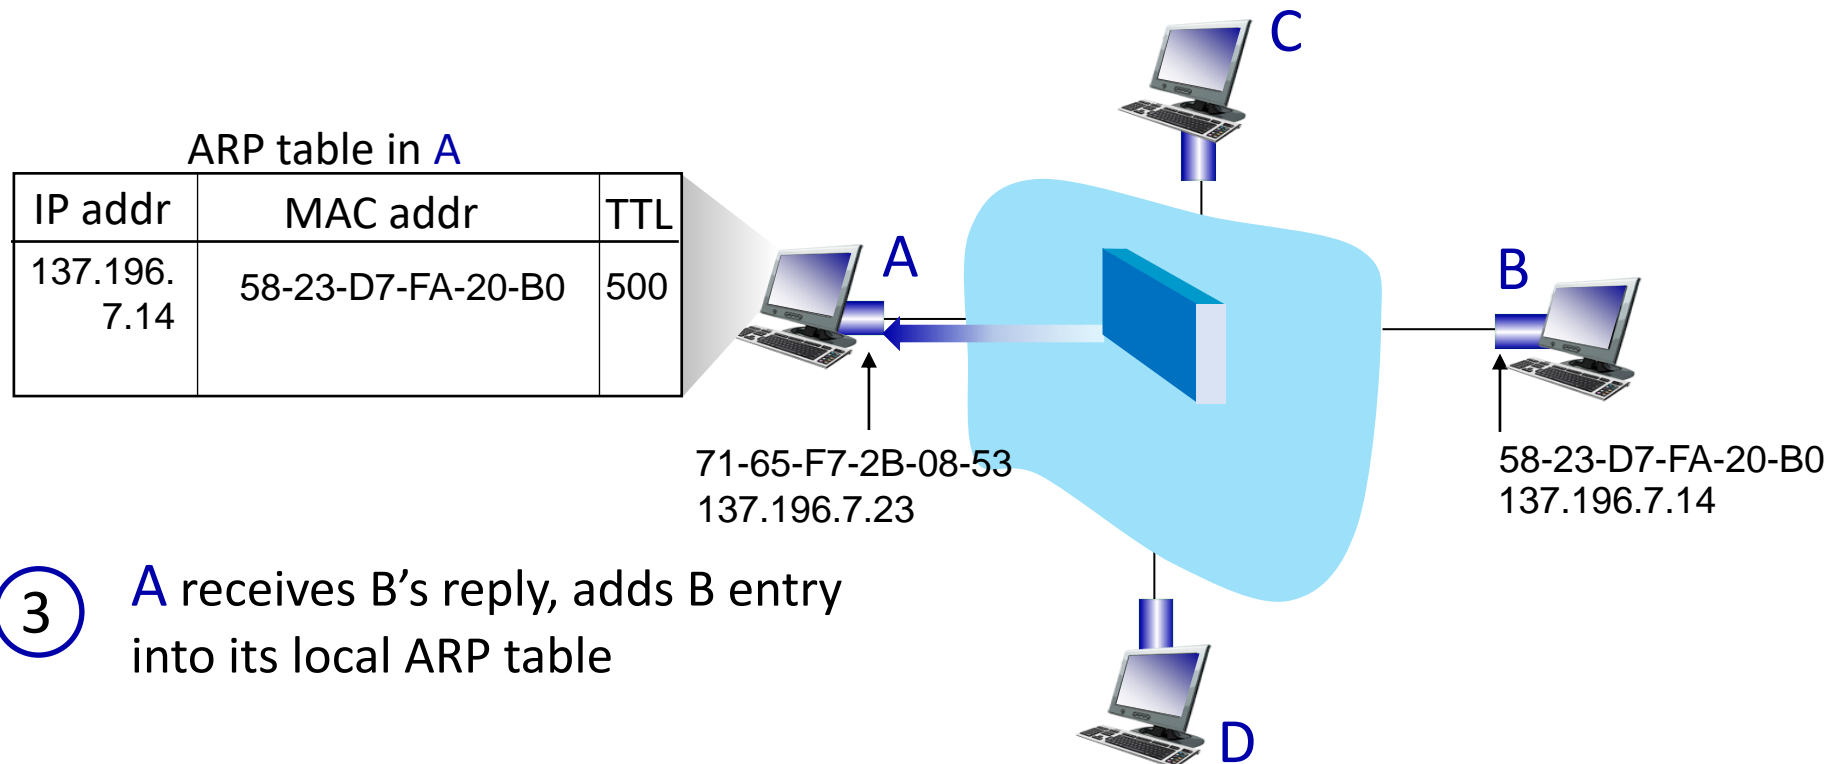 C
ARP table in A
IP addr MAC addr TTL
137.196. 58-23-D7-FA-20-B0 500
7.14
A
B
71-65-F7-2B-08-53
137.196.7.23
58-23-D7-FA-20-B0
137.196.7.14
3 A receives B’s reply, adds B entry
into its local ARP table
D